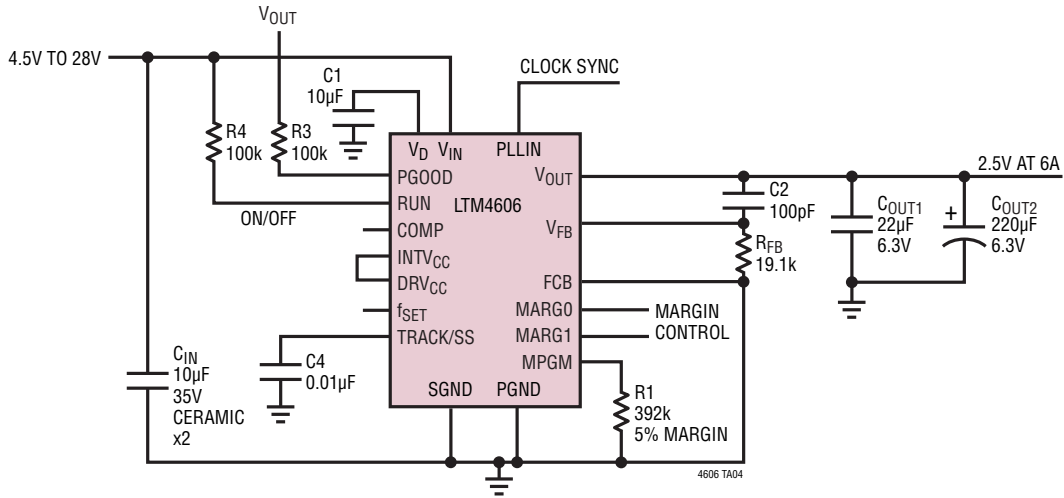 VOUT
4.5V TO 28V
CLOCK SYNC
C1
10µF
R4
100k
R3
100k
VD VIN PLLIN
PGOOD
RUN
COMP
INTVCC
DRVCC
fSET
TRACK/SS
SGND PGND
LTM4606
VOUT
VFB
FCB
MARG0
MARG1
MPGM
ON/OFF
2.5V AT 6A
C2
100pF
RFB
19.1k
COUT1
22µF
6.3V
+
COUT2
220µF
6.3V
MARGIN
CONTROL
CIN
10µF
35V
CERAMIC
x2
C4
0.01µF
R1
392k
5% MARGIN
4606 TA04